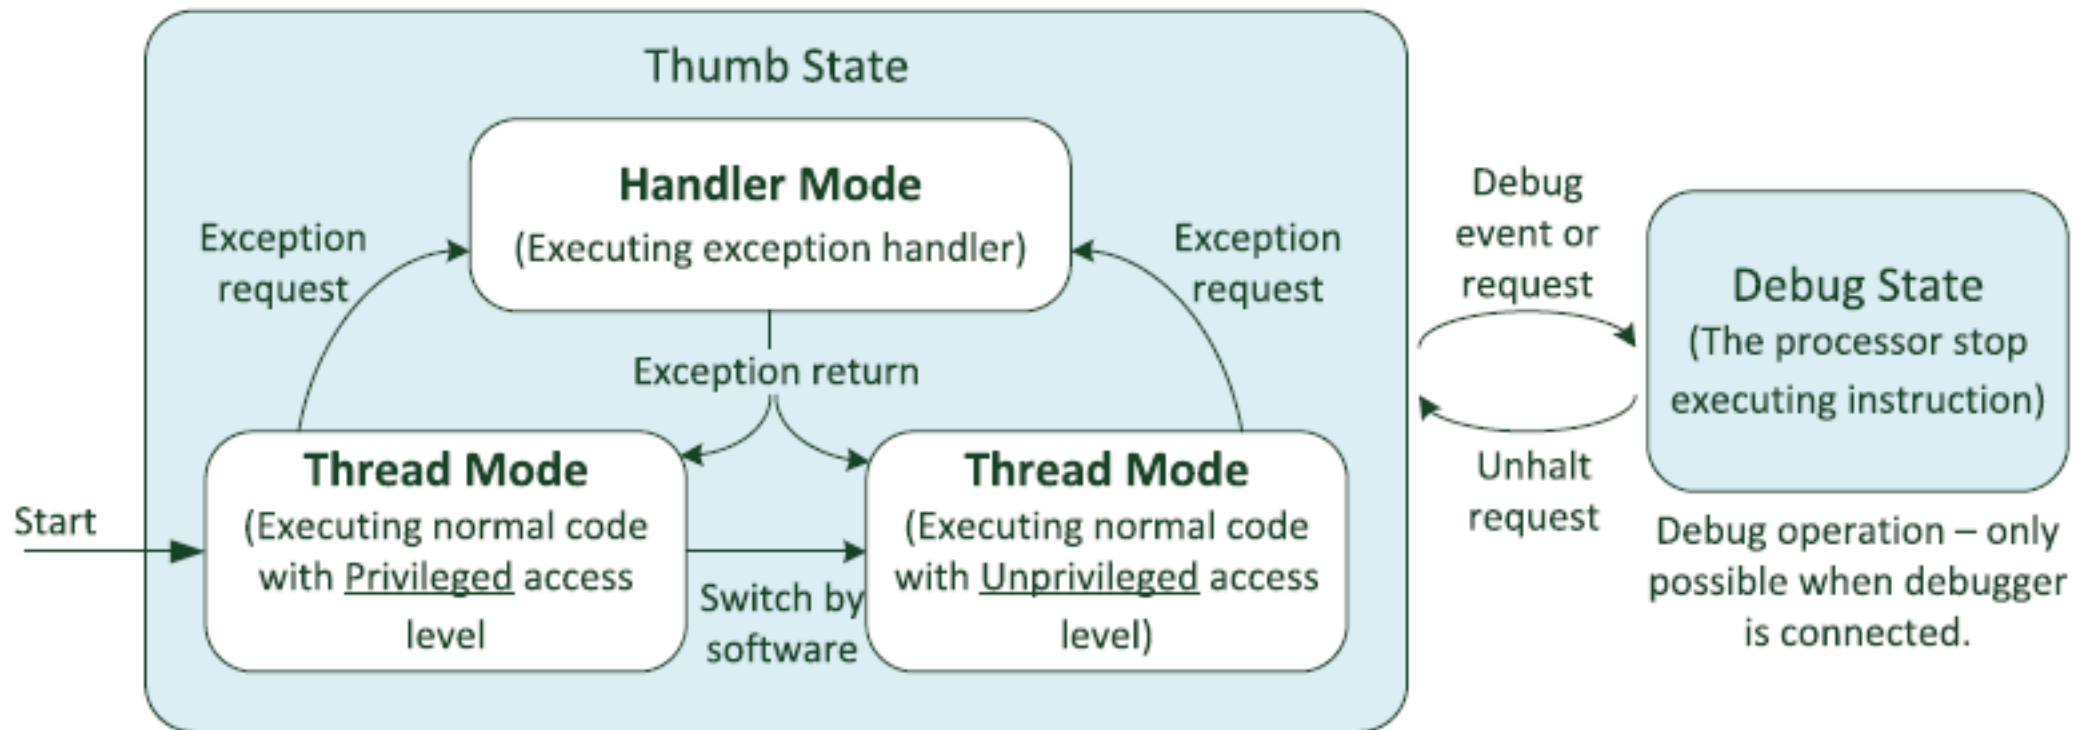 Thumb State
Handler Mode
(Executing exception handler)
Exception
request
Exception
request
Exception return
Start
Thread Mode
(Executing normal code
with Privileged access
level
Switch by
software
Thread Mode
(Executing normal code
with Unprivileged access
level)
Debug
event or
request
Unhalt
request
Debug State
(The processor stop
executing instruction)
Debug operation – only
possible when debugger
is connected.